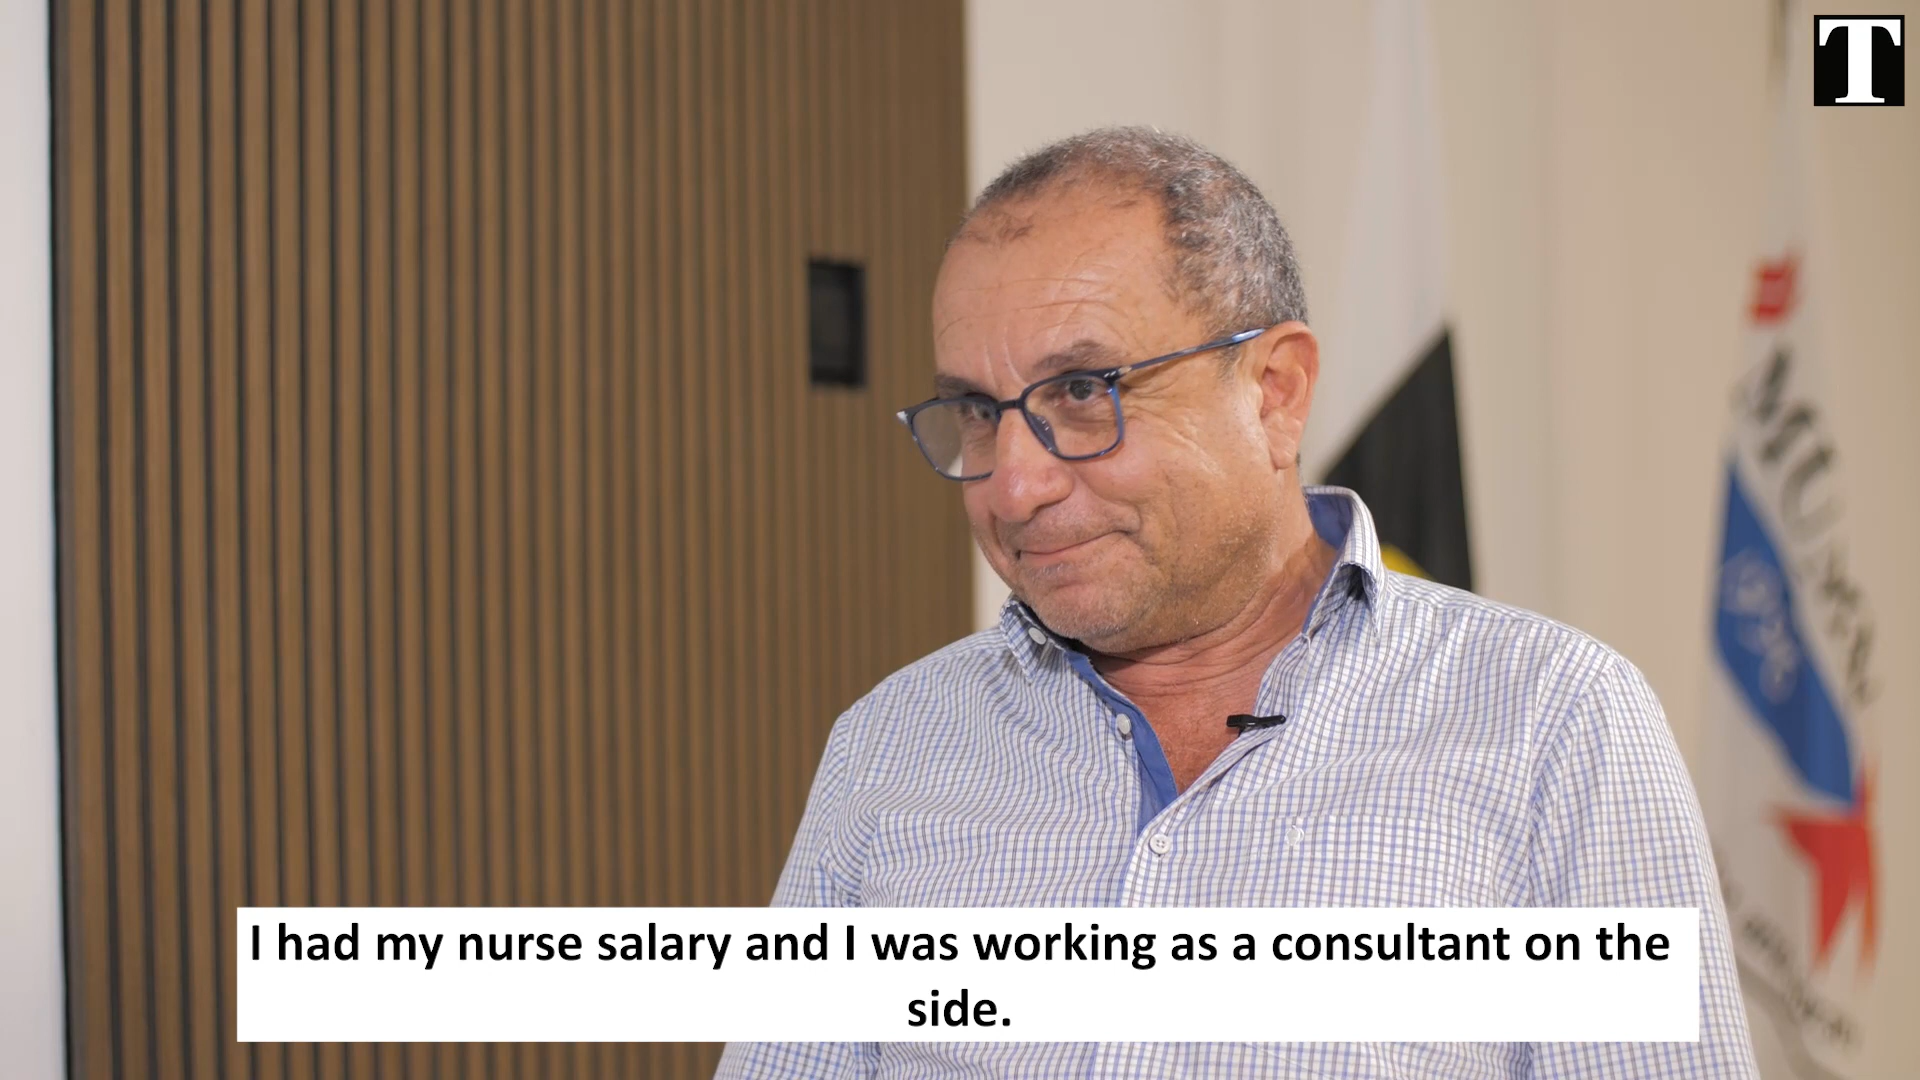 T
I had my nurse salary and I was working as a consultant on the
side.